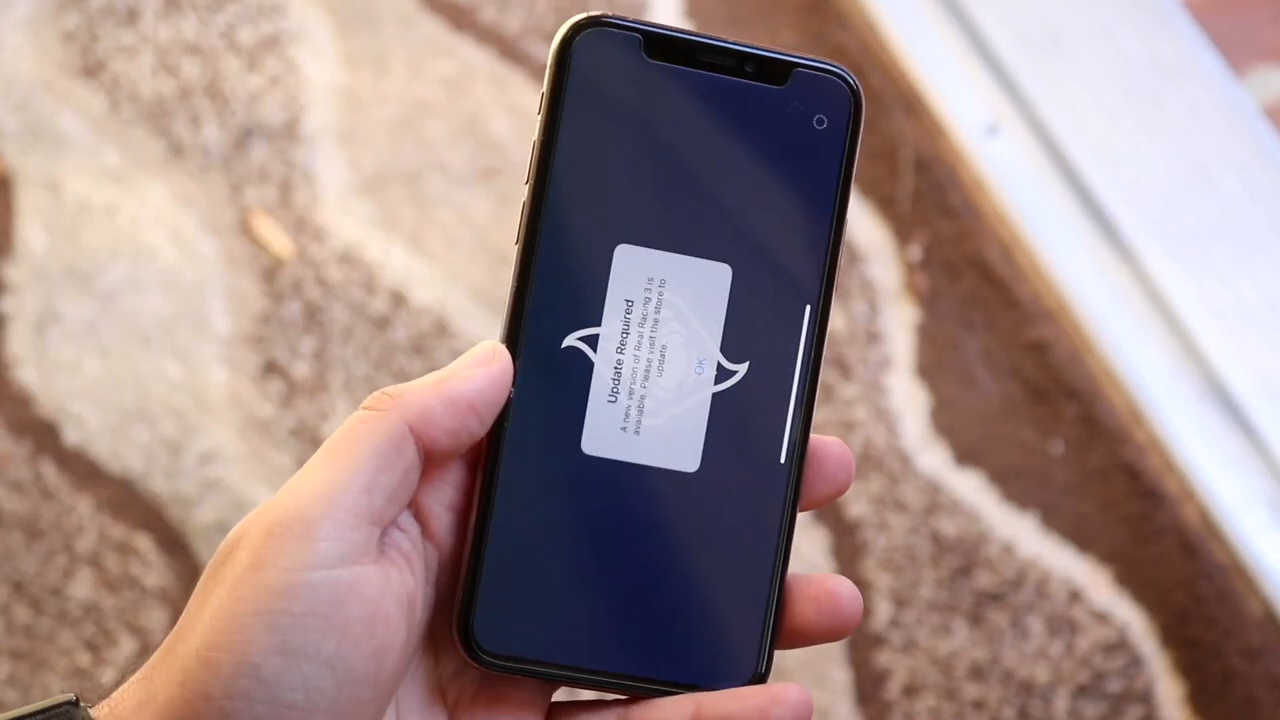 Update Required
A new version of Real Racing 3 is
available. Please visit the store to
update.
OK